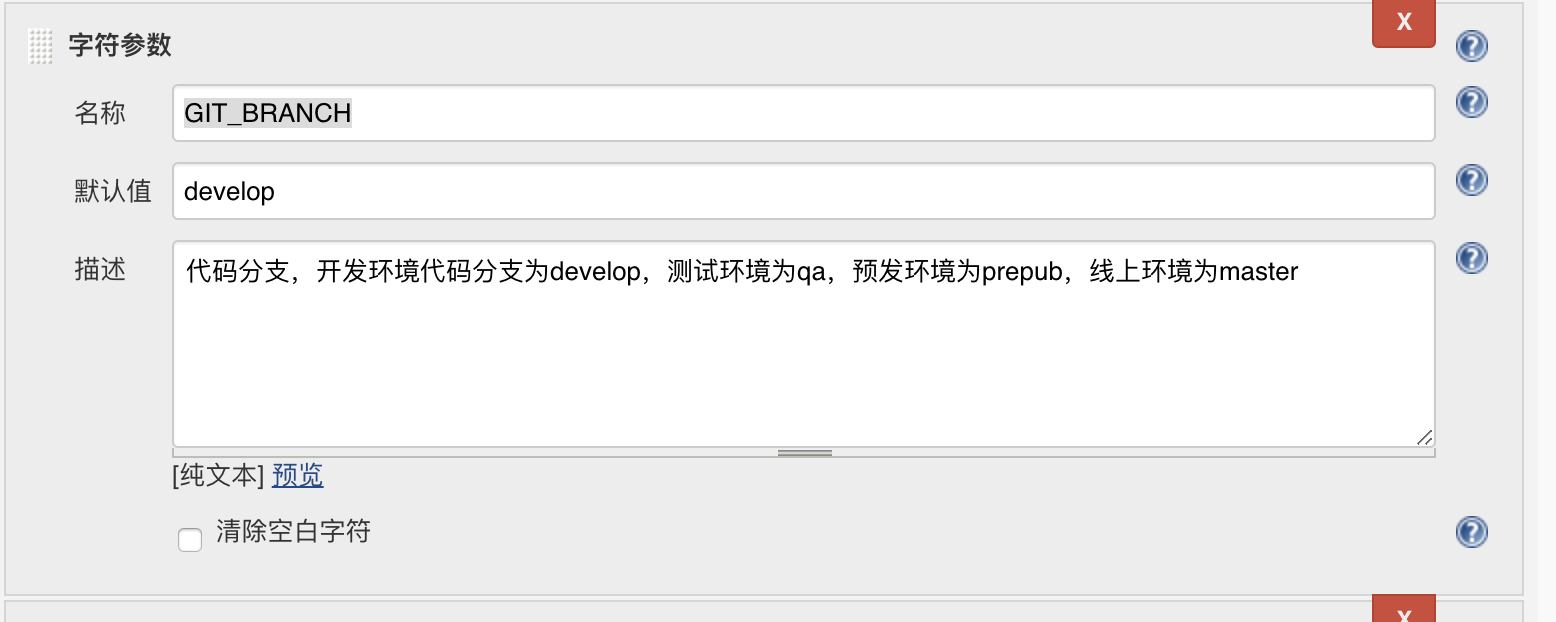 字符参数
X
名称
GIT_BRANCH
默认值
develop
描述
代码分支，开发环境代码分支为develop，测试环境为qa，预发环境为prepub，线上环境为master
[纯文本] 预览
清除空白字符
X